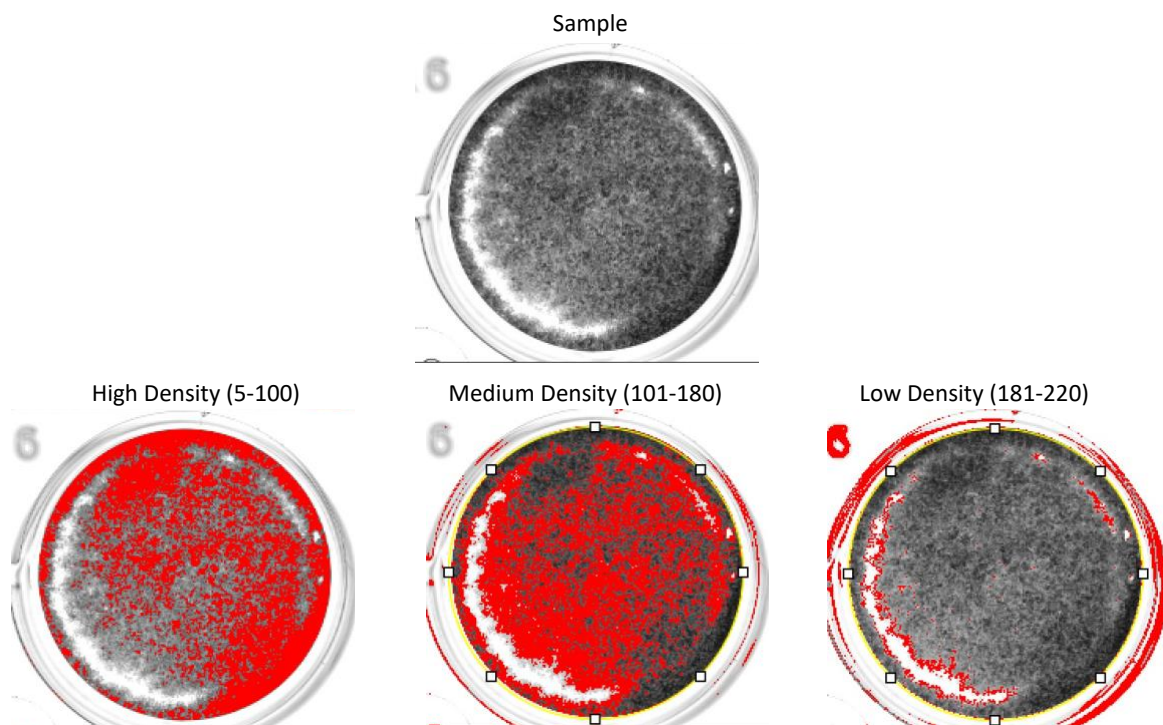 Sample
6
High Density (5-100)
Medium Density (101-180)
Low Density (181-220)
6
6
6